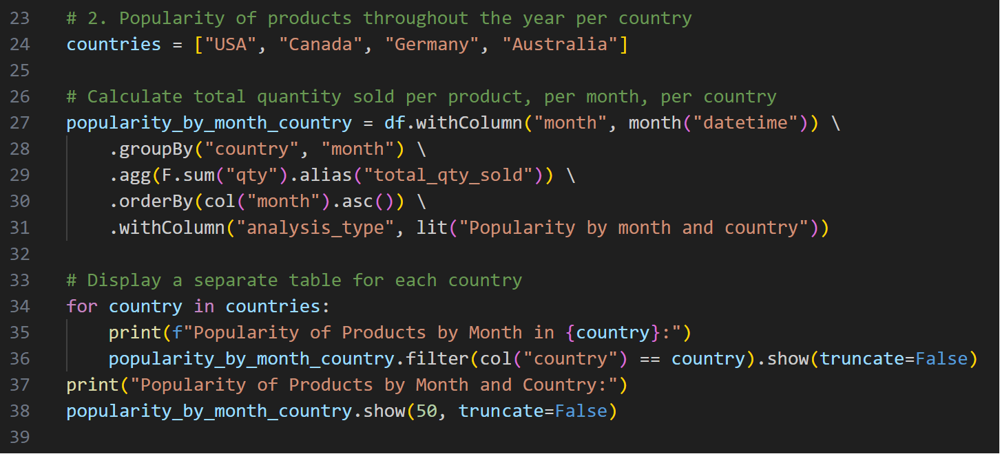 23 # 2. Popularity of products throughout the year per country
24 countries = ["USA", "Canada", "Germany", "Australia"]
25
26 # Calculate total quantity sold per product, per month, per country
27 popularity_by_month_country = df.withColumn("month", month("datetime")) \
28     .groupBy("country", "month") \
29     .agg(F.sum("qty").alias("total_qty_sold")) \
30     .orderBy(col("month").asc()) \
31     .withColumn("analysis_type", lit("Popularity by month and country"))
32
33 # Display a separate table for each country
34 for country in countries:
35     print(f"Popularity of Products by Month in {country}:")
36     popularity_by_month_country.filter(col("country") == country).show(truncate=False)
37 print("Popularity of Products by Month and Country:")
38 popularity_by_month_country.show(50, truncate=False)
39